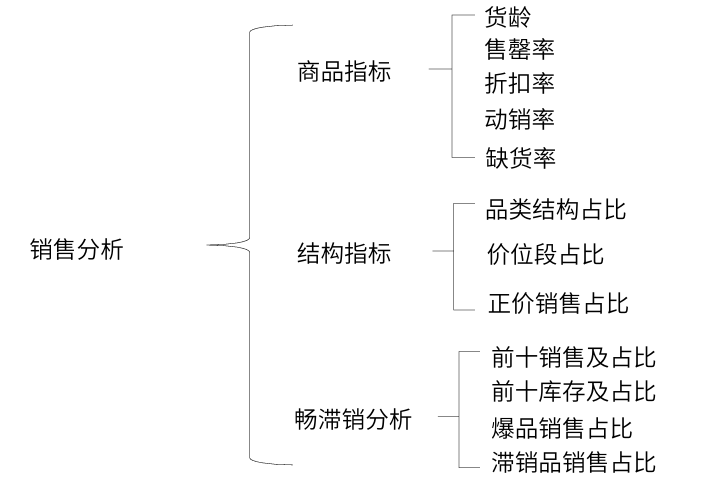 销售分析
商品指标
货龄
售罄率
折扣率
动销率
缺货率
结构指标
品类结构占比
价位段占比
正价销售占比
畅滞销分析
前十销售及占比
前十库存及占比
爆品销售占比
滞销品销售占比